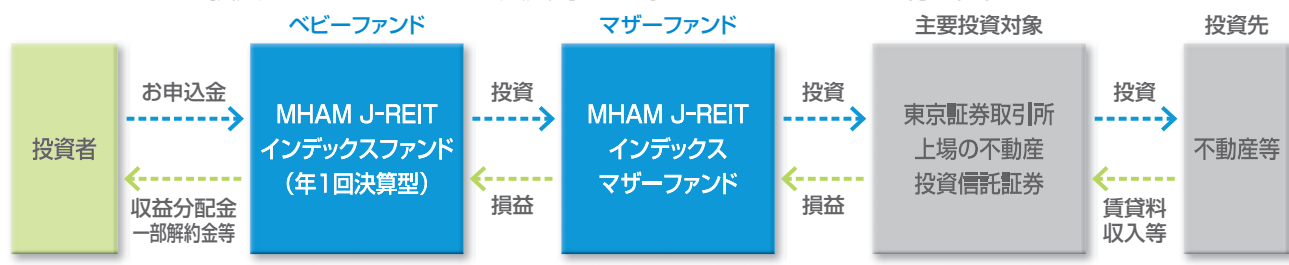 ベビーファンド
マザーファンド
主要投資対象
投資先
投資者
お申込金
収益分配金
一部解約金等
MHAM J-REIT
インデックスファンド
（年1回決算型）
投資
損益
MHAM J-REIT
インデックス
マザーファンド
投資
損益
東京証券取引所
上場の不動産
投資信託証券
投資
賃貸料
収入等
不動産等